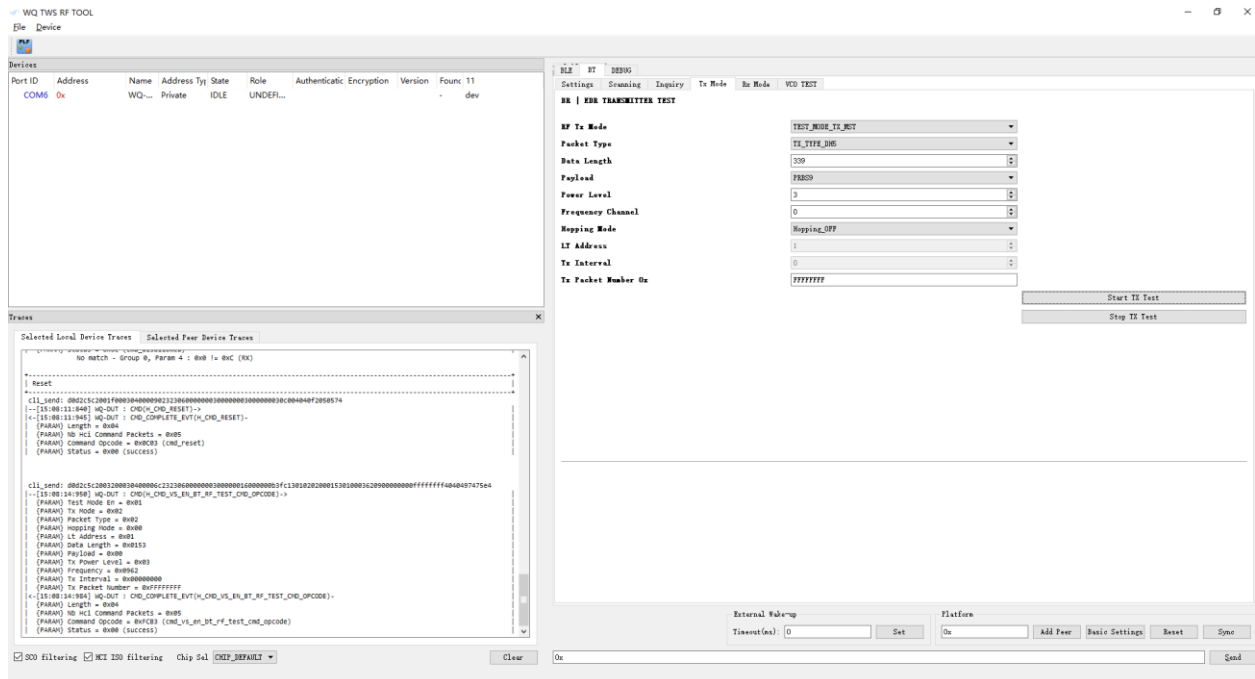 WQ TWS RF TOOL
File Device
Devices
Port ID Address Name Address Typ State Role Authenticatic Encryption Version Founc 11
COM6 0x WQ-... Private IDLE UNDEFI... - dev
BLE BT DEBUG
Settings Scanning Inquiry Tx Mode Rx Mode VCO TEST
BR | EDR TRANSMITTER TEST
RF Tx Mode TEST_MODE_TX_MST
Packet Type TX_TYPE_DH5
Data Length 339
Payload PRBS9
Power Level 3
Frequency Channel 0
Hopping Mode Hopping_OFF
LT Address 1
Tx Interval 0
Tx Packet Number 0x FFFFFFFF
Start TX Test
Stop TX Test
Traces
Selected Local Device Traces Selected Peer Device Traces
No match - Group 0, Param 4 : 0x0 != 0xC (RX)
| Reset |
|--[15:08:11:840] WQ-DUT : CMD(H_CMD_RESET)->
|<-[15:08:11:945] WQ-DUT : CMD_COMPLETE_EVT(H_CMD_RESET)-
| {PARAM} Length = 0x04
| {PARAM} Nb Hci Command Packets = 0x05
| {PARAM} Command Opcode = 0x0C03 (cmd_reset)
| {PARAM} Status = 0x00 (success)
|--[15:08:14:950] WQ-DUT : CMD(H_CMD_VS_EN_BT_RF_TEST_CMD_OPCODE)->
| {PARAM} Test Mode En = 0x01
| {PARAM} Tx Mode = 0x02
| {PARAM} Packet Type = 0x02
| {PARAM} Hopping Mode = 0x00
| {PARAM} Lt Address = 0x01
| {PARAM} Data Length = 0x0153
| {PARAM} Payload = 0x00
| {PARAM} Tx Power Level = 0x03
| {PARAM} Frequency = 0x0962
| {PARAM} Tx Interval = 0x00000000
| {PARAM} Tx Packet Number = 0xFFFFFFFF
|<-[15:08:14:984] WQ-DUT : CMD_COMPLETE_EVT(H_CMD_VS_EN_BT_RF_TEST_CMD_OPCODE)-
| {PARAM} Length = 0x04
| {PARAM} Nb Hci Command Packets = 0x05
| {PARAM} Command Opcode = 0xFCB3 (cmd_vs_en_bt_rf_test_cmd_opcode)
| {PARAM} Status = 0x00 (success)
External Wake-up Platform
Timeout(ms): 0 Set 0x Add Peer Basic Settings Reset Sync
SCO filtering HCI ISO filtering Chip Sel CHIP_DEFAULT Clear 0x Send